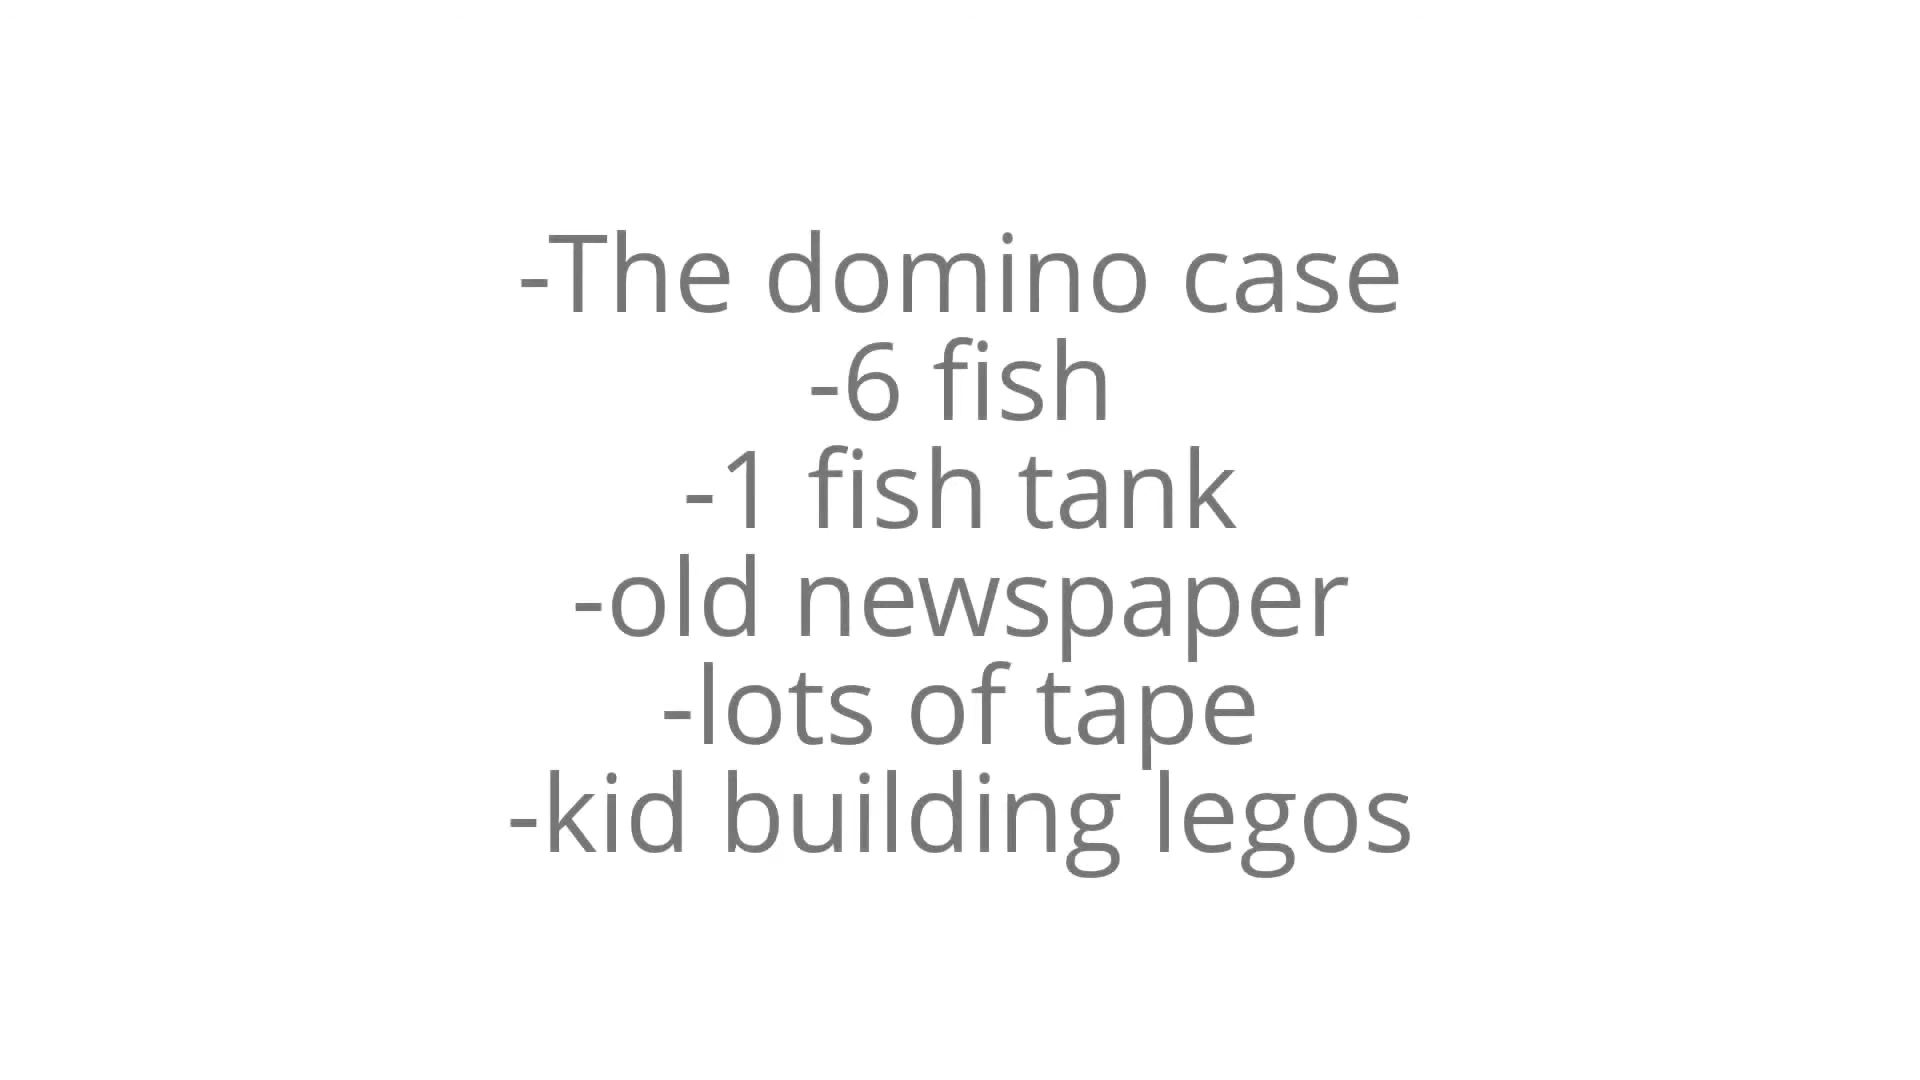 -The domino case
-6 fish
-1 fish tank
-old newspaper
-lots of tape
-kid building legos